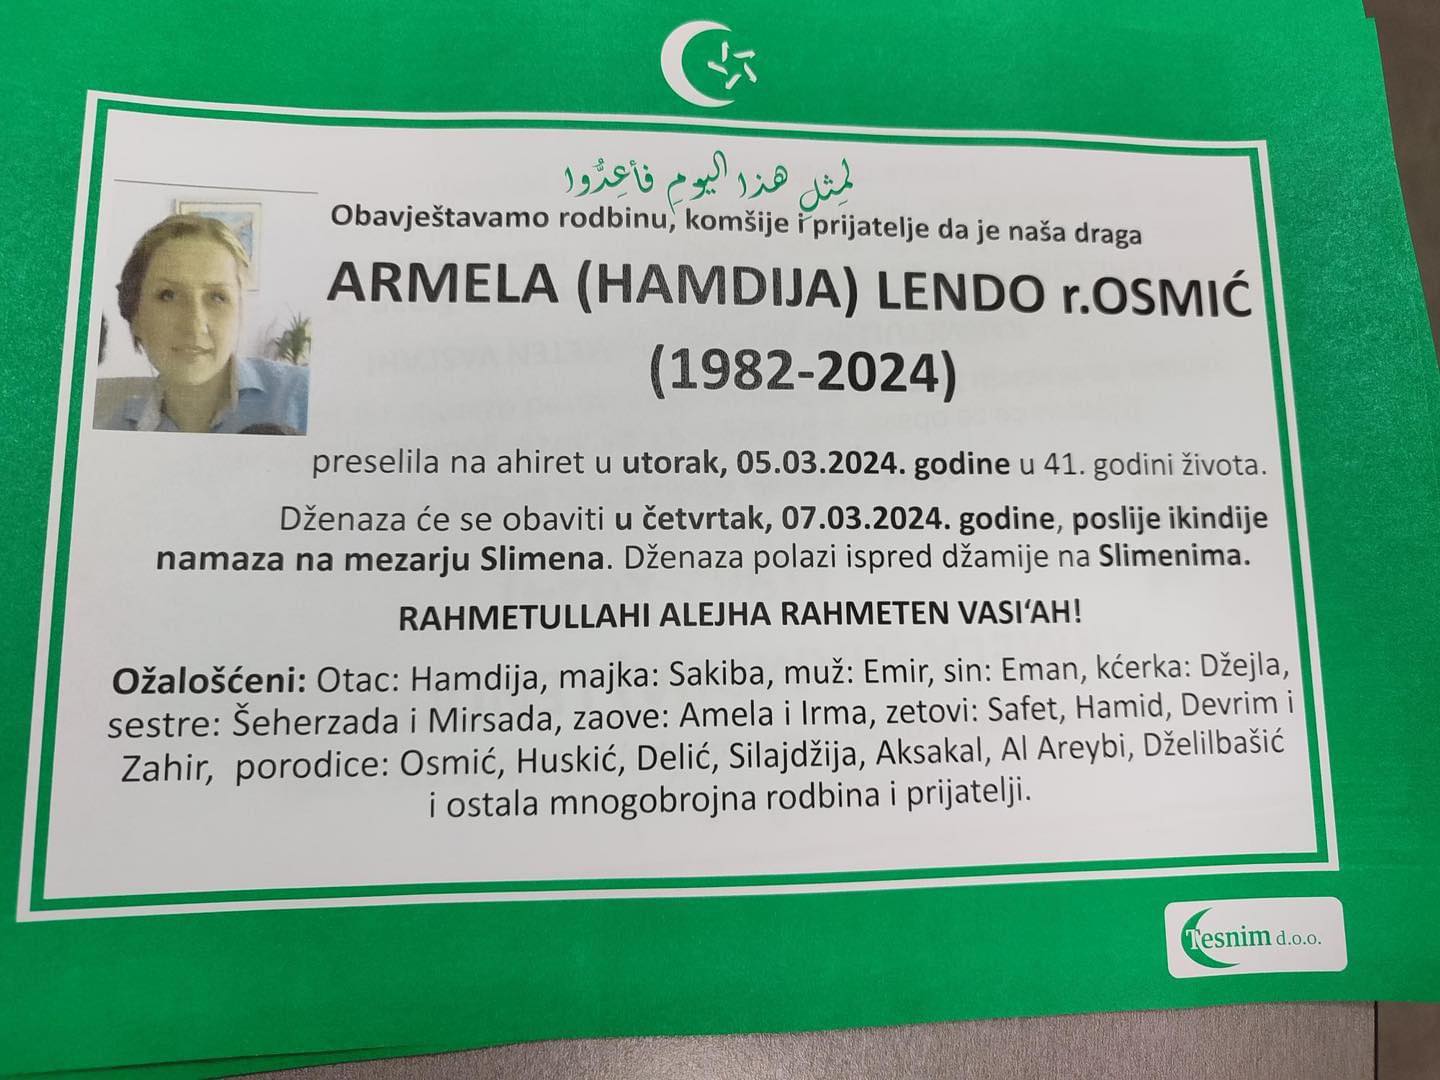 لِمِثلِ هذا اليومِ فأعِدُّوا
Obavještavamo rodbinu, komšije i prijatelje da je naša draga
ARMELA (HAMDIJA) LENDO r.OSMIĆ
(1982-2024)
preselila na ahiret u utorak, 05.03.2024. godine u 41. godini života.
Dženaza će se obaviti u četvrtak, 07.03.2024. godine, poslije ikindije
namaza na mezarju Slimena. Dženaza polazi ispred džamije na Slimenima.
RAHMETULLAHI ALEJHA RAHMETEN VASI‘AH!
Ožalošćeni: Otac: Hamdija, majka: Sakiba, muž: Emir, sin: Eman, kćerka: Džejla,
sestre: Šeherzada i Mirsada, zaove: Amela i Irma, zetovi: Safet, Hamid, Devrim i
Zahir, porodice: Osmić, Huskić, Delić, Silajdžija, Aksakal, Al Areybi, Dželilbašić
i ostala mnogobrojna rodbina i prijatelji.
Tesnim d.o.o.